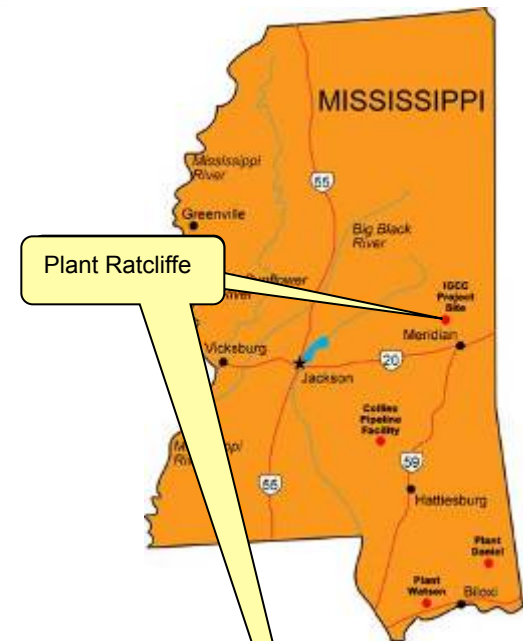 MISSISSIPPI
Mississippi
River
55
Greenville
Big Black
River
Plant Ratcliffe
IGCC
Project
Site
Meridian
Vicksburg
20
Jackson
Collins
Pipeline
Facility
59
55
Hattiesburg
Plant
Daniel
Plant
Watson
Biloxi